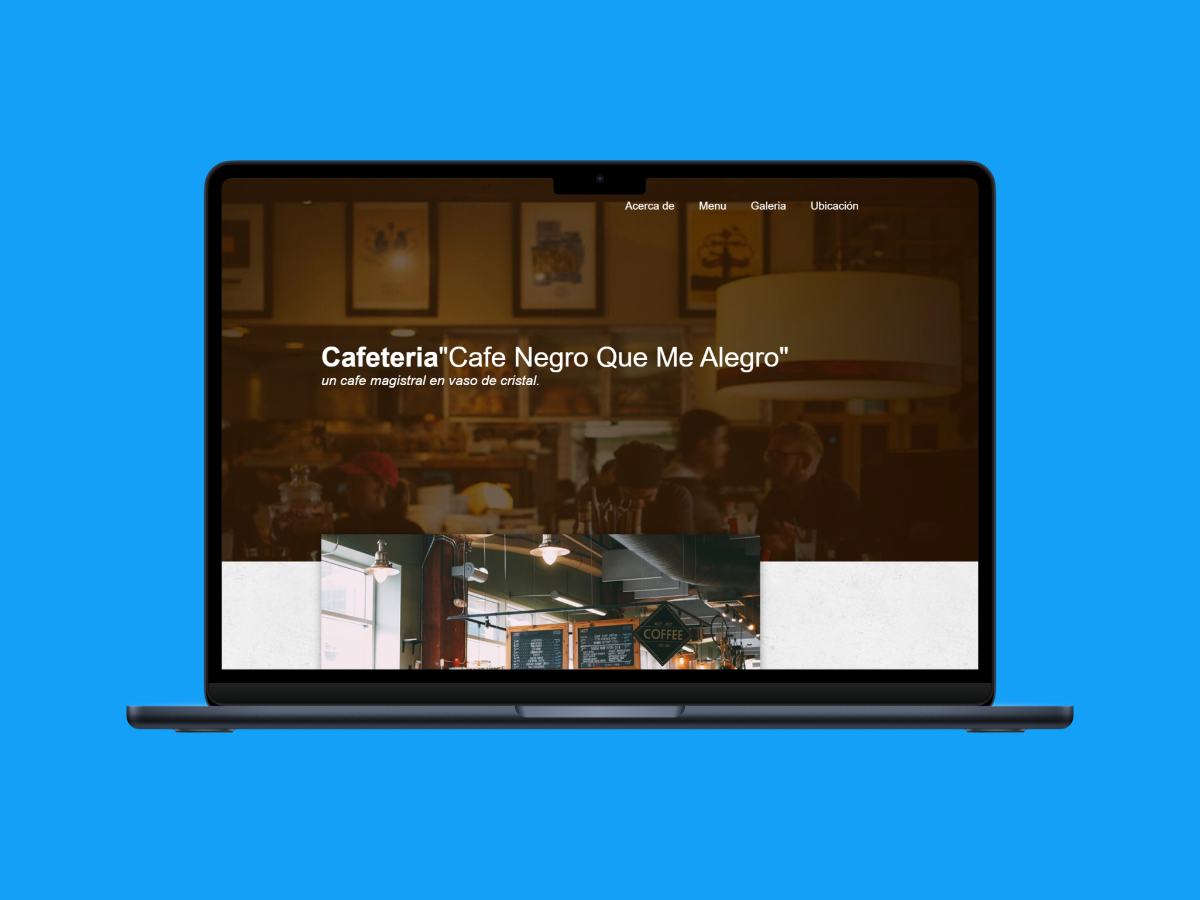 Acerca de Menu Galeria Ubicación
Cafeteria"Cafe Negro Que Me Alegro"
un cafe magistral en vaso de cristal.
COFFEE